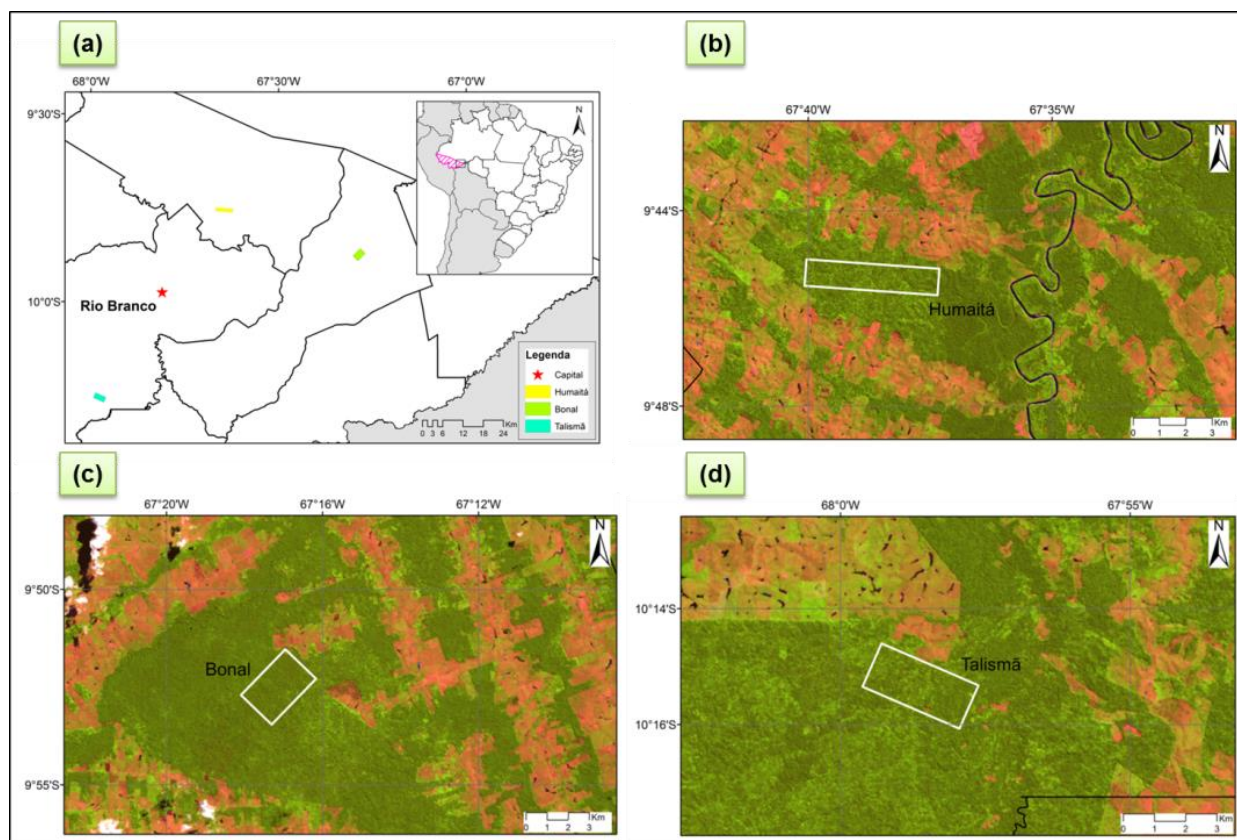 (a)
68°0'W 67°30'W 67°0'W
9°30'S
10°0'S
N
Rio Branco
Legenda
Capital
Humaitá
Bonal
Talismã
0 3 6 12 18 24 Km
(b)
67°40'W 67°35'W
N
9°44'S
Humaitá
9°48'S
0 1 2 3 Km
(c)
67°20'W 67°16'W 67°12'W
N
9°50'S
Bonal
9°55'S
0 1 2 3 Km
(d)
68°0'W 67°55'W
N
10°14'S
Talismã
10°16'S
0 1 2 3 Km